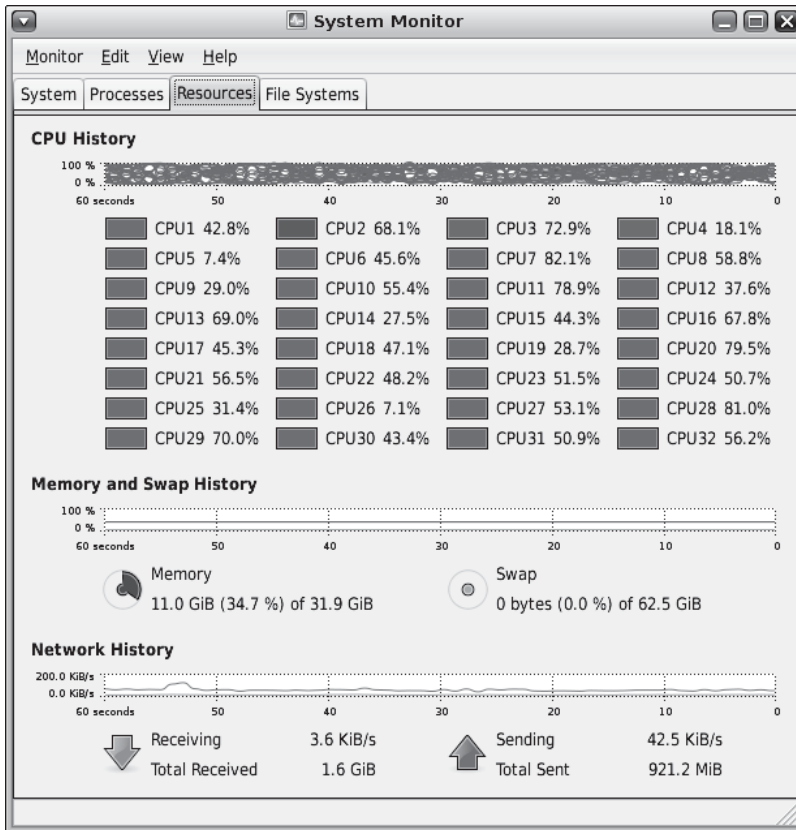 System Monitor
Monitor Edit View Help
System Processes Resources File Systems
CPU History
100 %
0 %
60 seconds 50 40 30 20 10 0
CPU1 42.8% CPU2 68.1% CPU3 72.9% CPU4 18.1%
CPU5 7.4% CPU6 45.6% CPU7 82.1% CPU8 58.8%
CPU9 29.0% CPU10 55.4% CPU11 78.9% CPU12 37.6%
CPU13 69.0% CPU14 27.5% CPU15 44.3% CPU16 67.8%
CPU17 45.3% CPU18 47.1% CPU19 28.7% CPU20 79.5%
CPU21 56.5% CPU22 48.2% CPU23 51.5% CPU24 50.7%
CPU25 31.4% CPU26 7.1% CPU27 53.1% CPU28 81.0%
CPU29 70.0% CPU30 43.4% CPU31 50.9% CPU32 56.2%
Memory and Swap History
100 %
0 %
60 seconds 50 40 30 20 10 0
Memory Swap
11.0 GiB (34.7 %) of 31.9 GiB 0 bytes (0.0 %) of 62.5 GiB
Network History
200.0 KiB/s
0.0 KiB/s
60 seconds 50 40 30 20 10 0
Receiving 3.6 KiB/s Sending 42.5 KiB/s
Total Received 1.6 GiB Total Sent 921.2 MiB